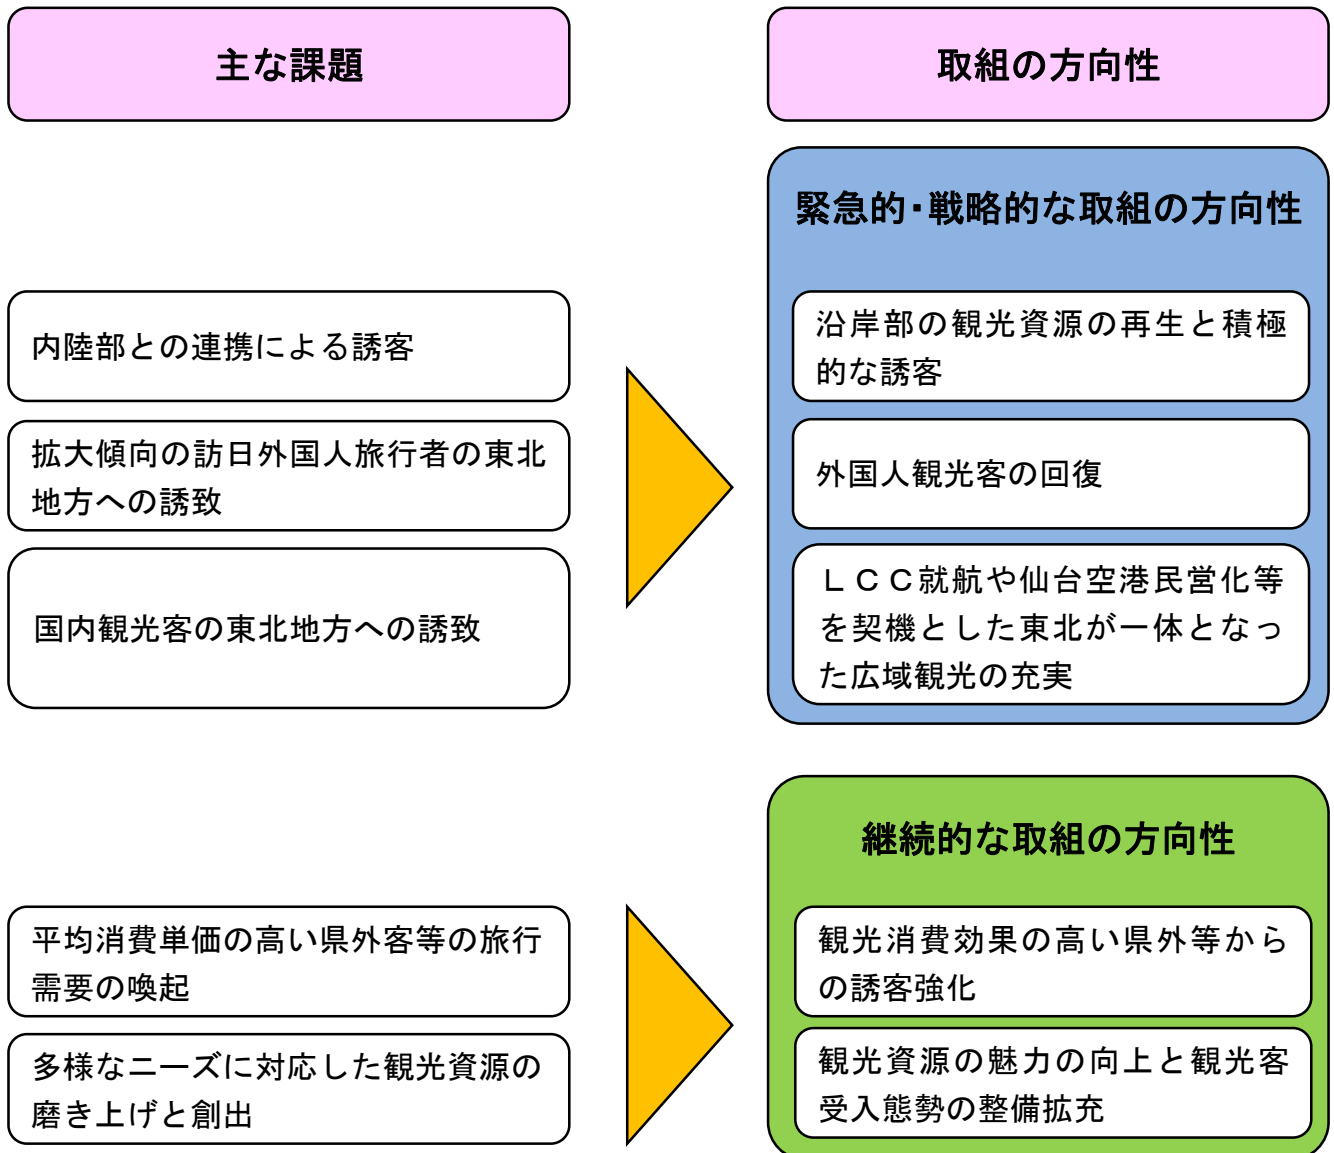 主な課題
取組の方向性
緊急的・戦略的な取組の方向性
内陸部との連携による誘客
拡大傾向の訪日外国人旅行者の東北
地方への誘致
国内観光客の東北地方への誘致
沿岸部の観光資源の再生と積極
的な誘客
外国人観光客の回復
ＬＣＣ就航や仙台空港民営化等
を契機とした東北が一体となっ
た広域観光の充実
継続的な取組の方向性
平均消費単価の高い県外客等の旅行
需要の喚起
多様なニーズに対応した観光資源の
磨き上げと創出
観光消費効果の高い県外等から
の誘客強化
観光資源の魅力の向上と観光客
受入態勢の整備拡充